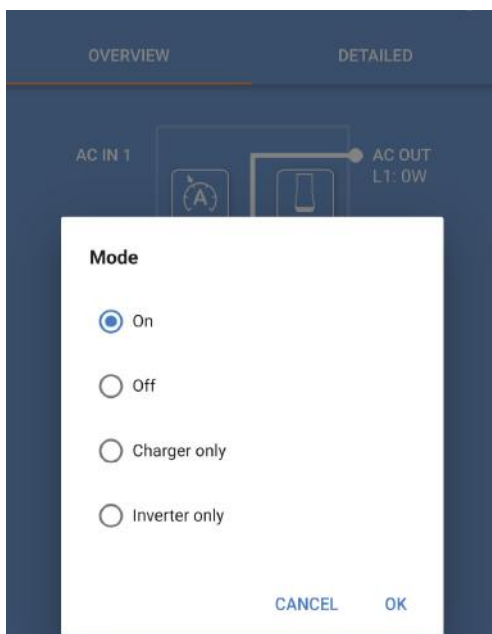 OVERVIEW DETAILED
AC IN 1 AC OUT
L1: 0W
A
Mode
On
Off
Charger only
Inverter only
CANCEL OK